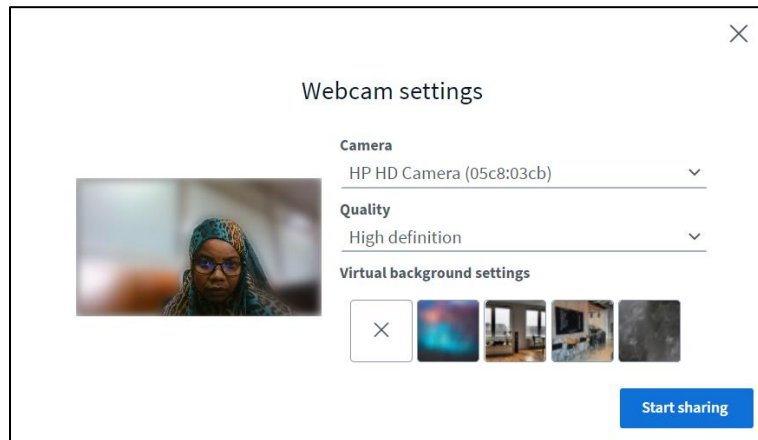 Webcam settings
Camera
HP HD Camera (05c8:03cb)
Quality
High definition
Virtual background settings
Start sharing